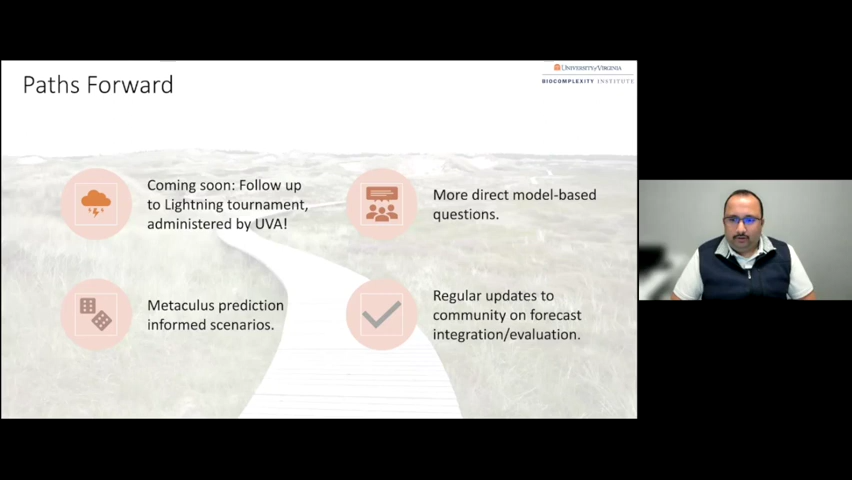 Paths Forward
UNIVERSITY of VIRGINIA
BIOCOMPLEXITY INSTITUTE
Coming soon: Follow up
to Lightning tournament,
administered by UVA!
More direct model-based
questions.
Metaculus prediction
informed scenarios.
Regular updates to
community on forecast
integration/evaluation.